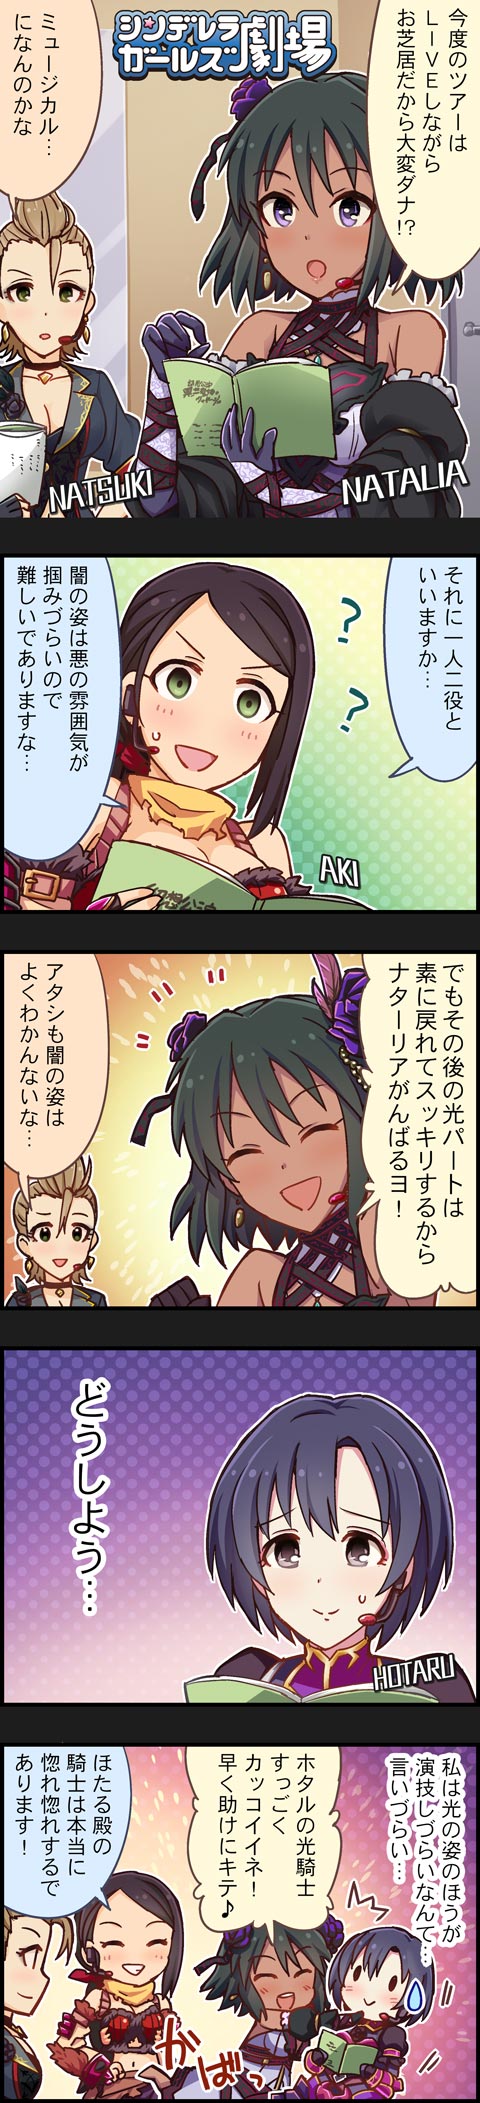 シンデレラ
ガールズ劇場
今度のツアーは
LIVEしながら
お芝居だから大変ダナ!?
ミュージカル…
になんのかな
NATSUKI
NATALIA
それに一人二役と
いいますか…
?
?
闇の姿は悪の雰囲気が
掴みづらいので
難しいでありますな…
AKI
でもその後の光パートは
素に戻れてスッキリするから
ナターリアがんばるヨ!
アタシも闇の姿は
よくわかんないな…
どうしよう…
HOTARU
私は光の姿のほうが
演技しづらいなんて…
言いづらい…
ホタルの光騎士
すっごく
カッコイイネ!
早く助けにキテ♪
ほたる殿の
騎士は本当に
惚れ惚れするで
あります!
がばっ